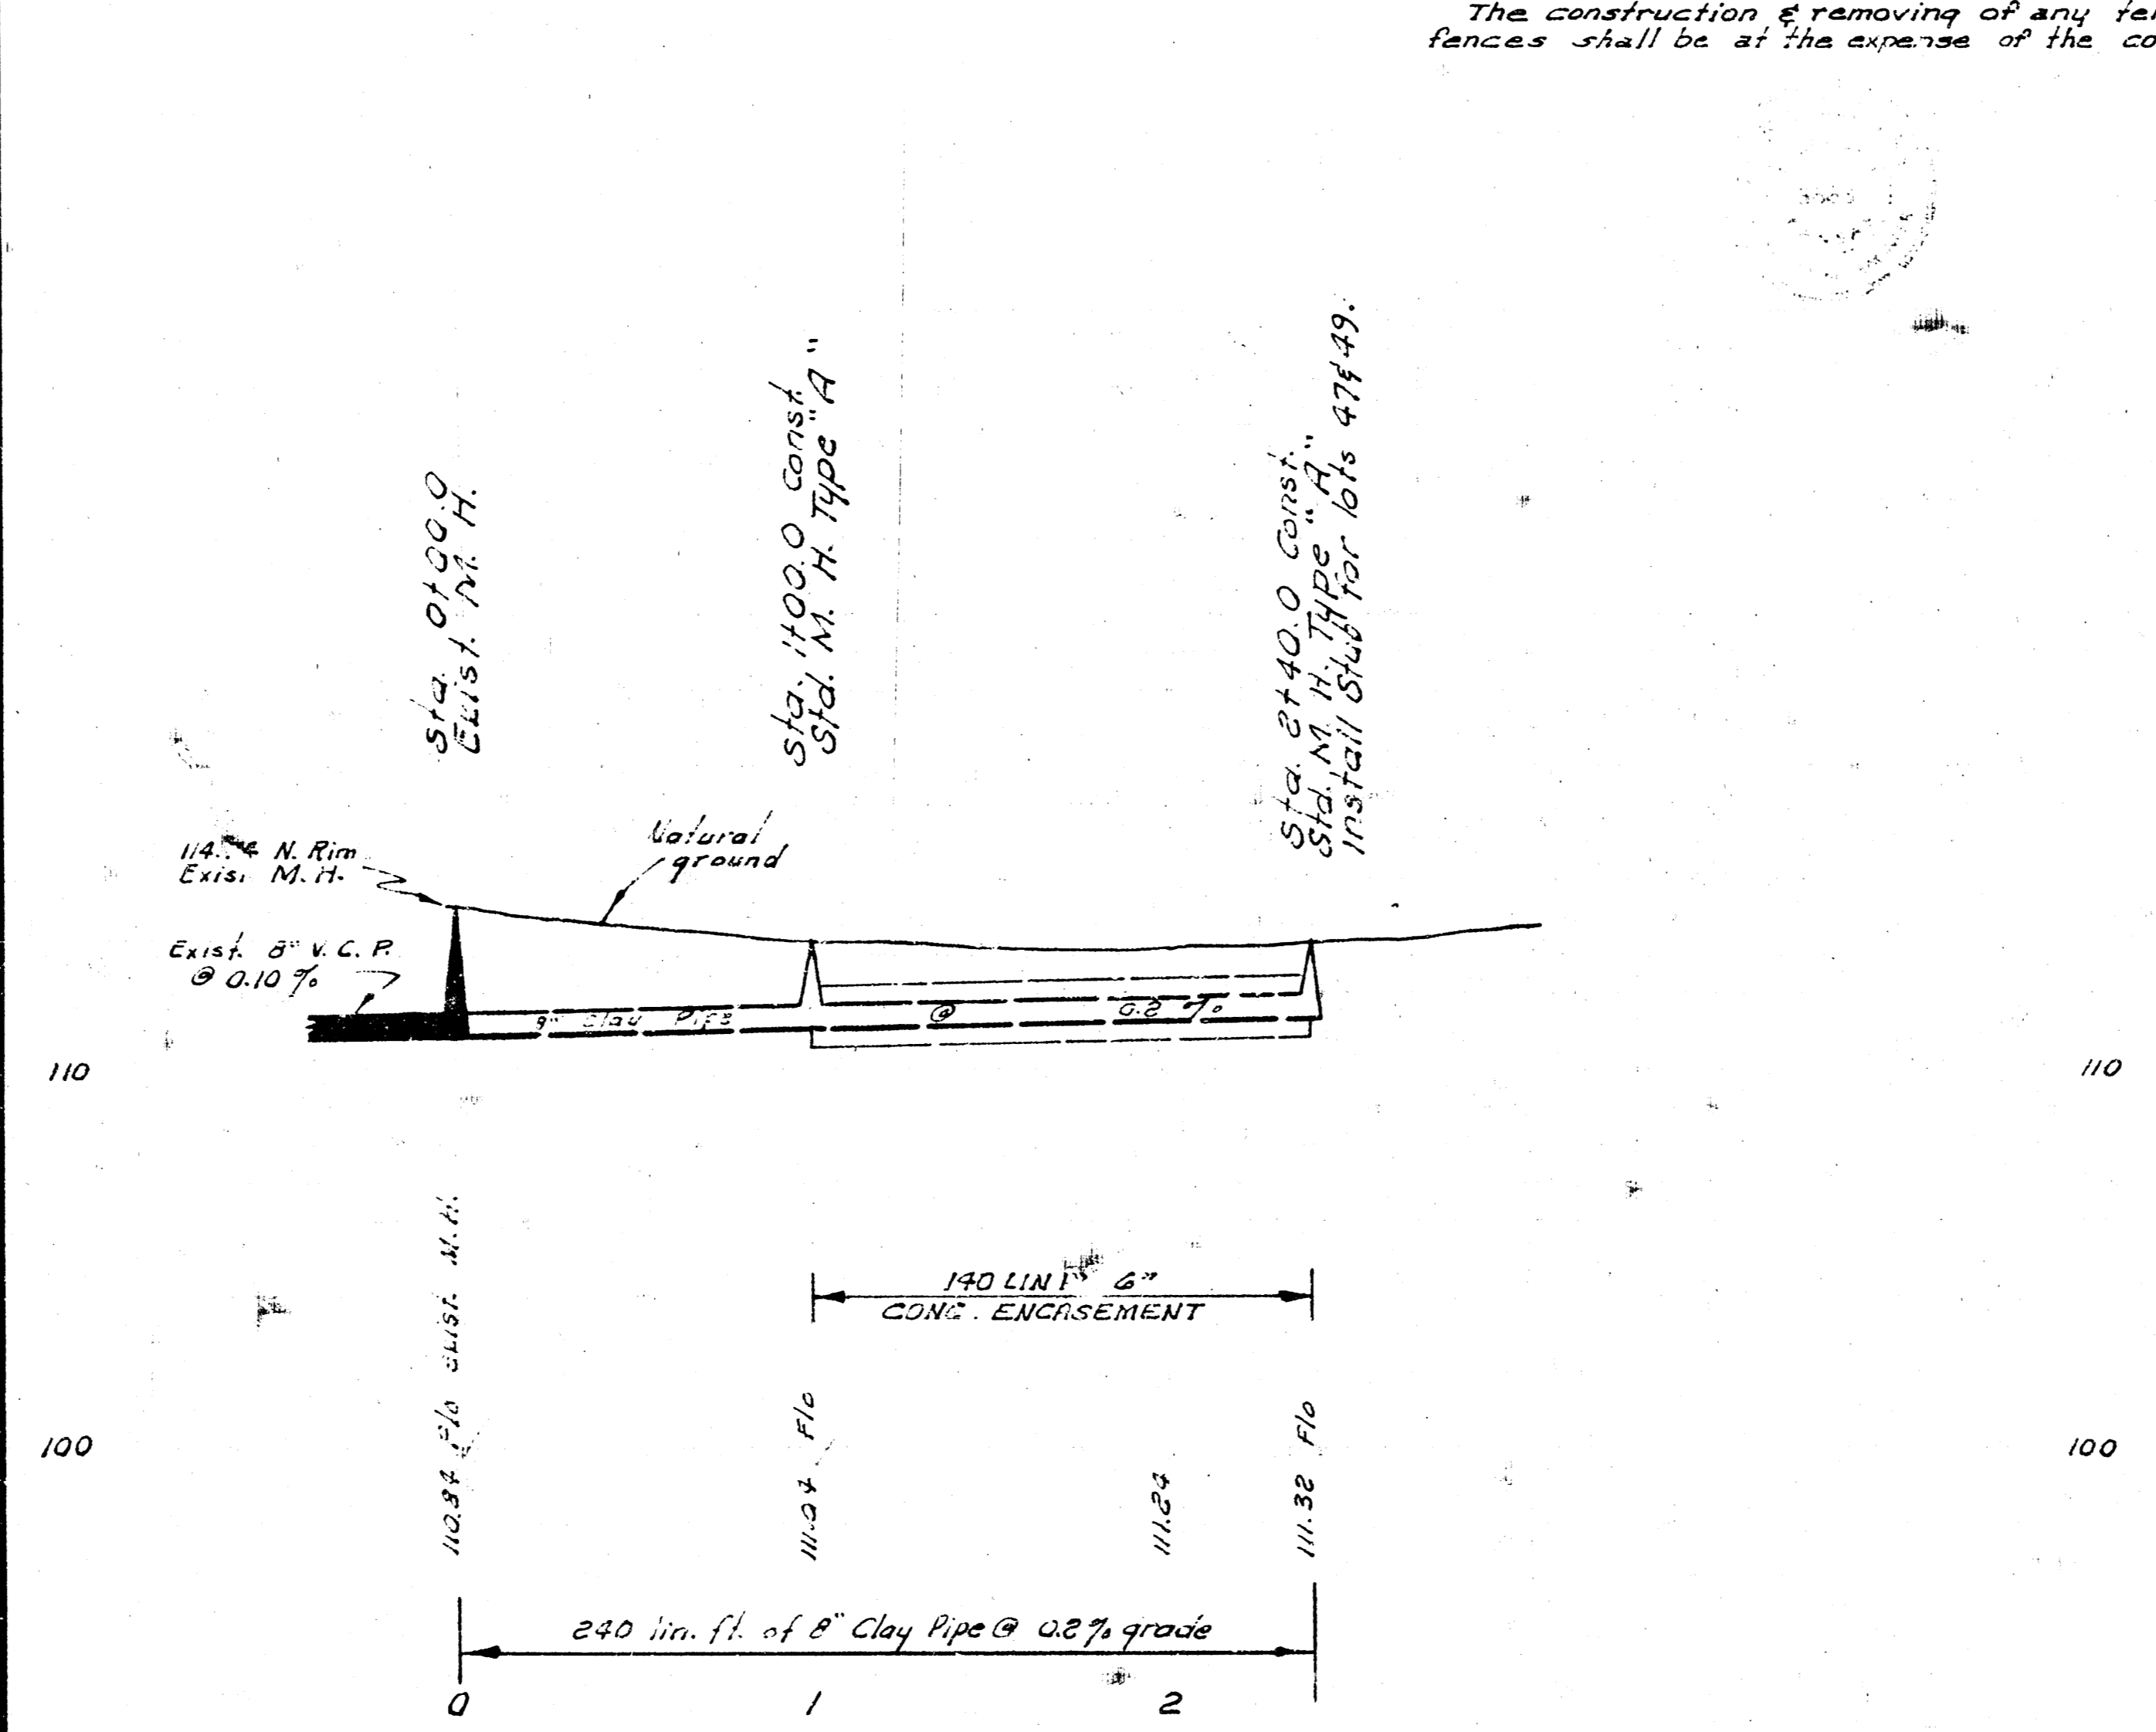 The construction & removing of any
fences shall be at the expense of the
Sta. 0+00.0
Exist. M. H.
Sta. 1+00.0 Const.
Std. M. H. Type "A"
Sta. 2+40.0 Const.
Std. M. H. Type "A"
Install Stub for lots 47 & 49.
N. Rim
Exist. M. H.
Natural
ground
Exist. 8" V. C. P.
@ 0.10 %
8" Clay Pipe @ 0.2 %
110 110
140 LIN 6"
CONC. ENCASEMENT
100 100
110.84 Flo Exist. M.H.
111.04 Flo
111.24
111.32 Flo
240 lin. ft. of 8" Clay Pipe @ 0.2% grade
0 1 2